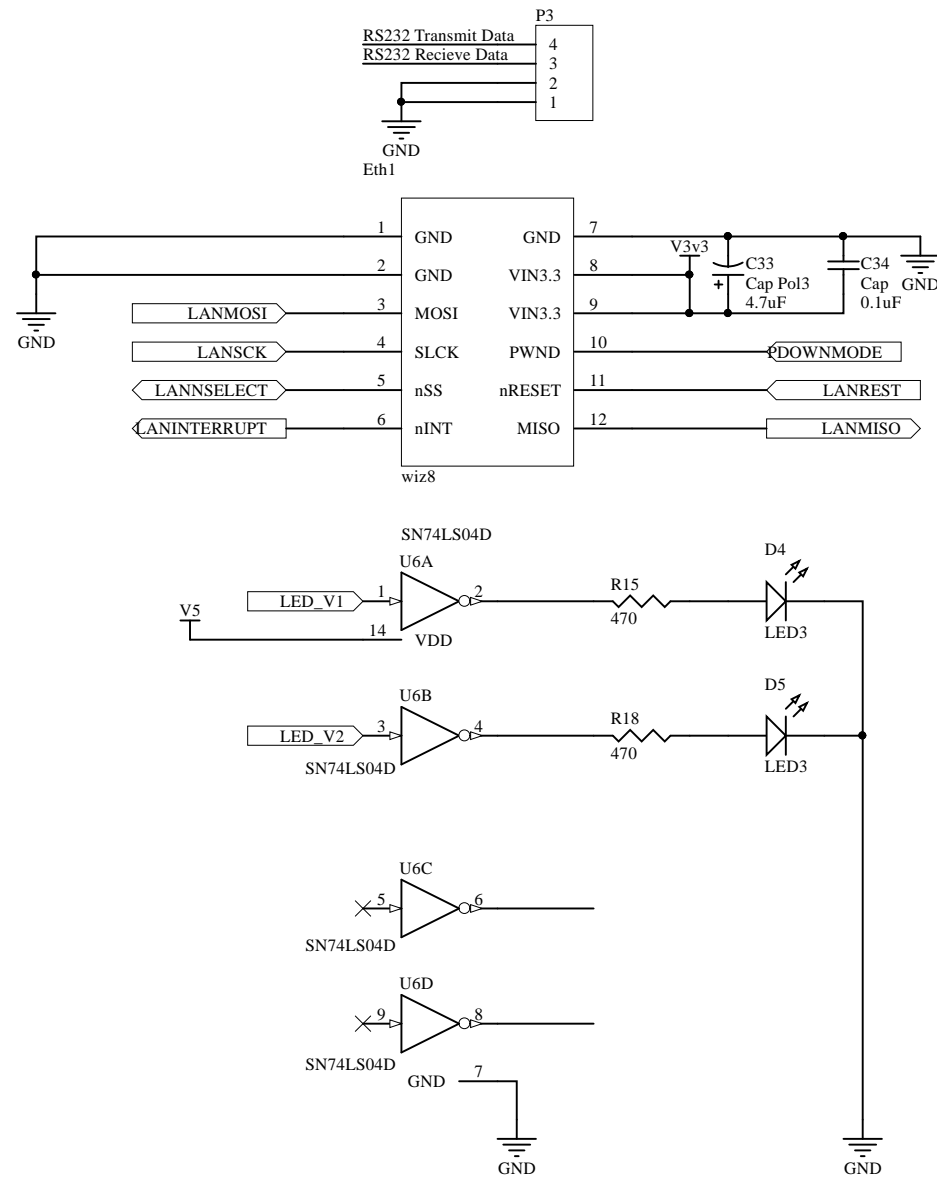 P3
RS232 Transmit Data 4
RS232 Recieve Data 3
2
1
GND
Eth1
1 GND GND 7
V3v3
2 GND VIN3.3 8
C33
Cap Pol3
4.7uF
C34
Cap
0.1uF
GND
GND
LANMOSI 3 MOSI VIN3.3 9
LANSCK 4 SLCK PWND 10 PDOWNMODE
LANNSELECT 5 nSS nRESET 11 LANREST
LANINTERRUPT 6 nINT MISO 12 LANMISO
wiz8
SN74LS04D
U6A
D4
LED_V1 1 2 R15
470
LED3
V5
14 VDD
U6B
D5
LED_V2 3 4 R18
470
LED3
SN74LS04D
U6C
5 6
SN74LS04D
U6D
9 8
SN74LS04D
GND 7
GND
GND